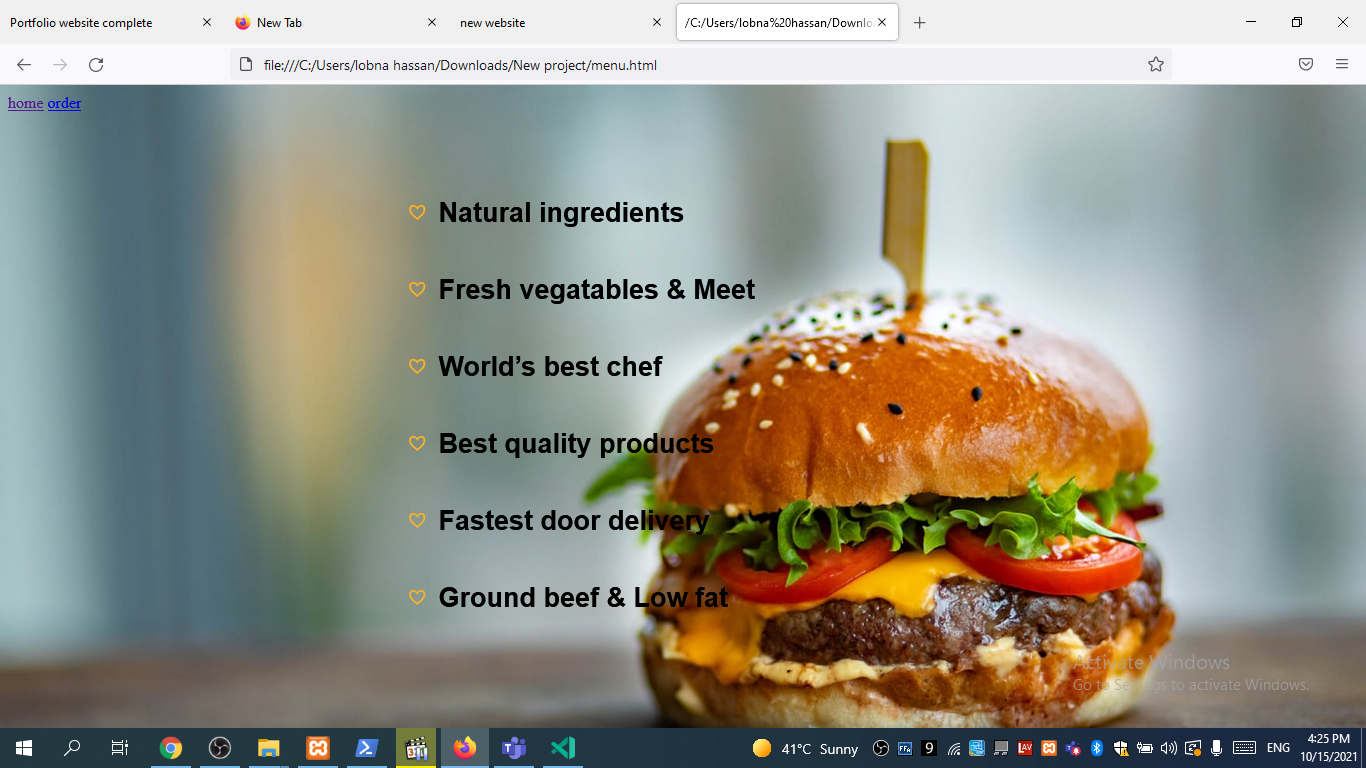 Portfolio website complete
New Tab
new website
/C:/Users/lobna%20hassan/Downlo
file:///C:/Users/lobna hassan/Downloads/New project/menu.html
home order
Natural ingredients
Fresh vegatables & Meet
World’s best chef
Best quality products
Fastest door delivery
Ground beef & Low fat
Activate Windows
Go to Settings to activate Windows.
41°C Sunny
ENG
4:25 PM
10/15/2021